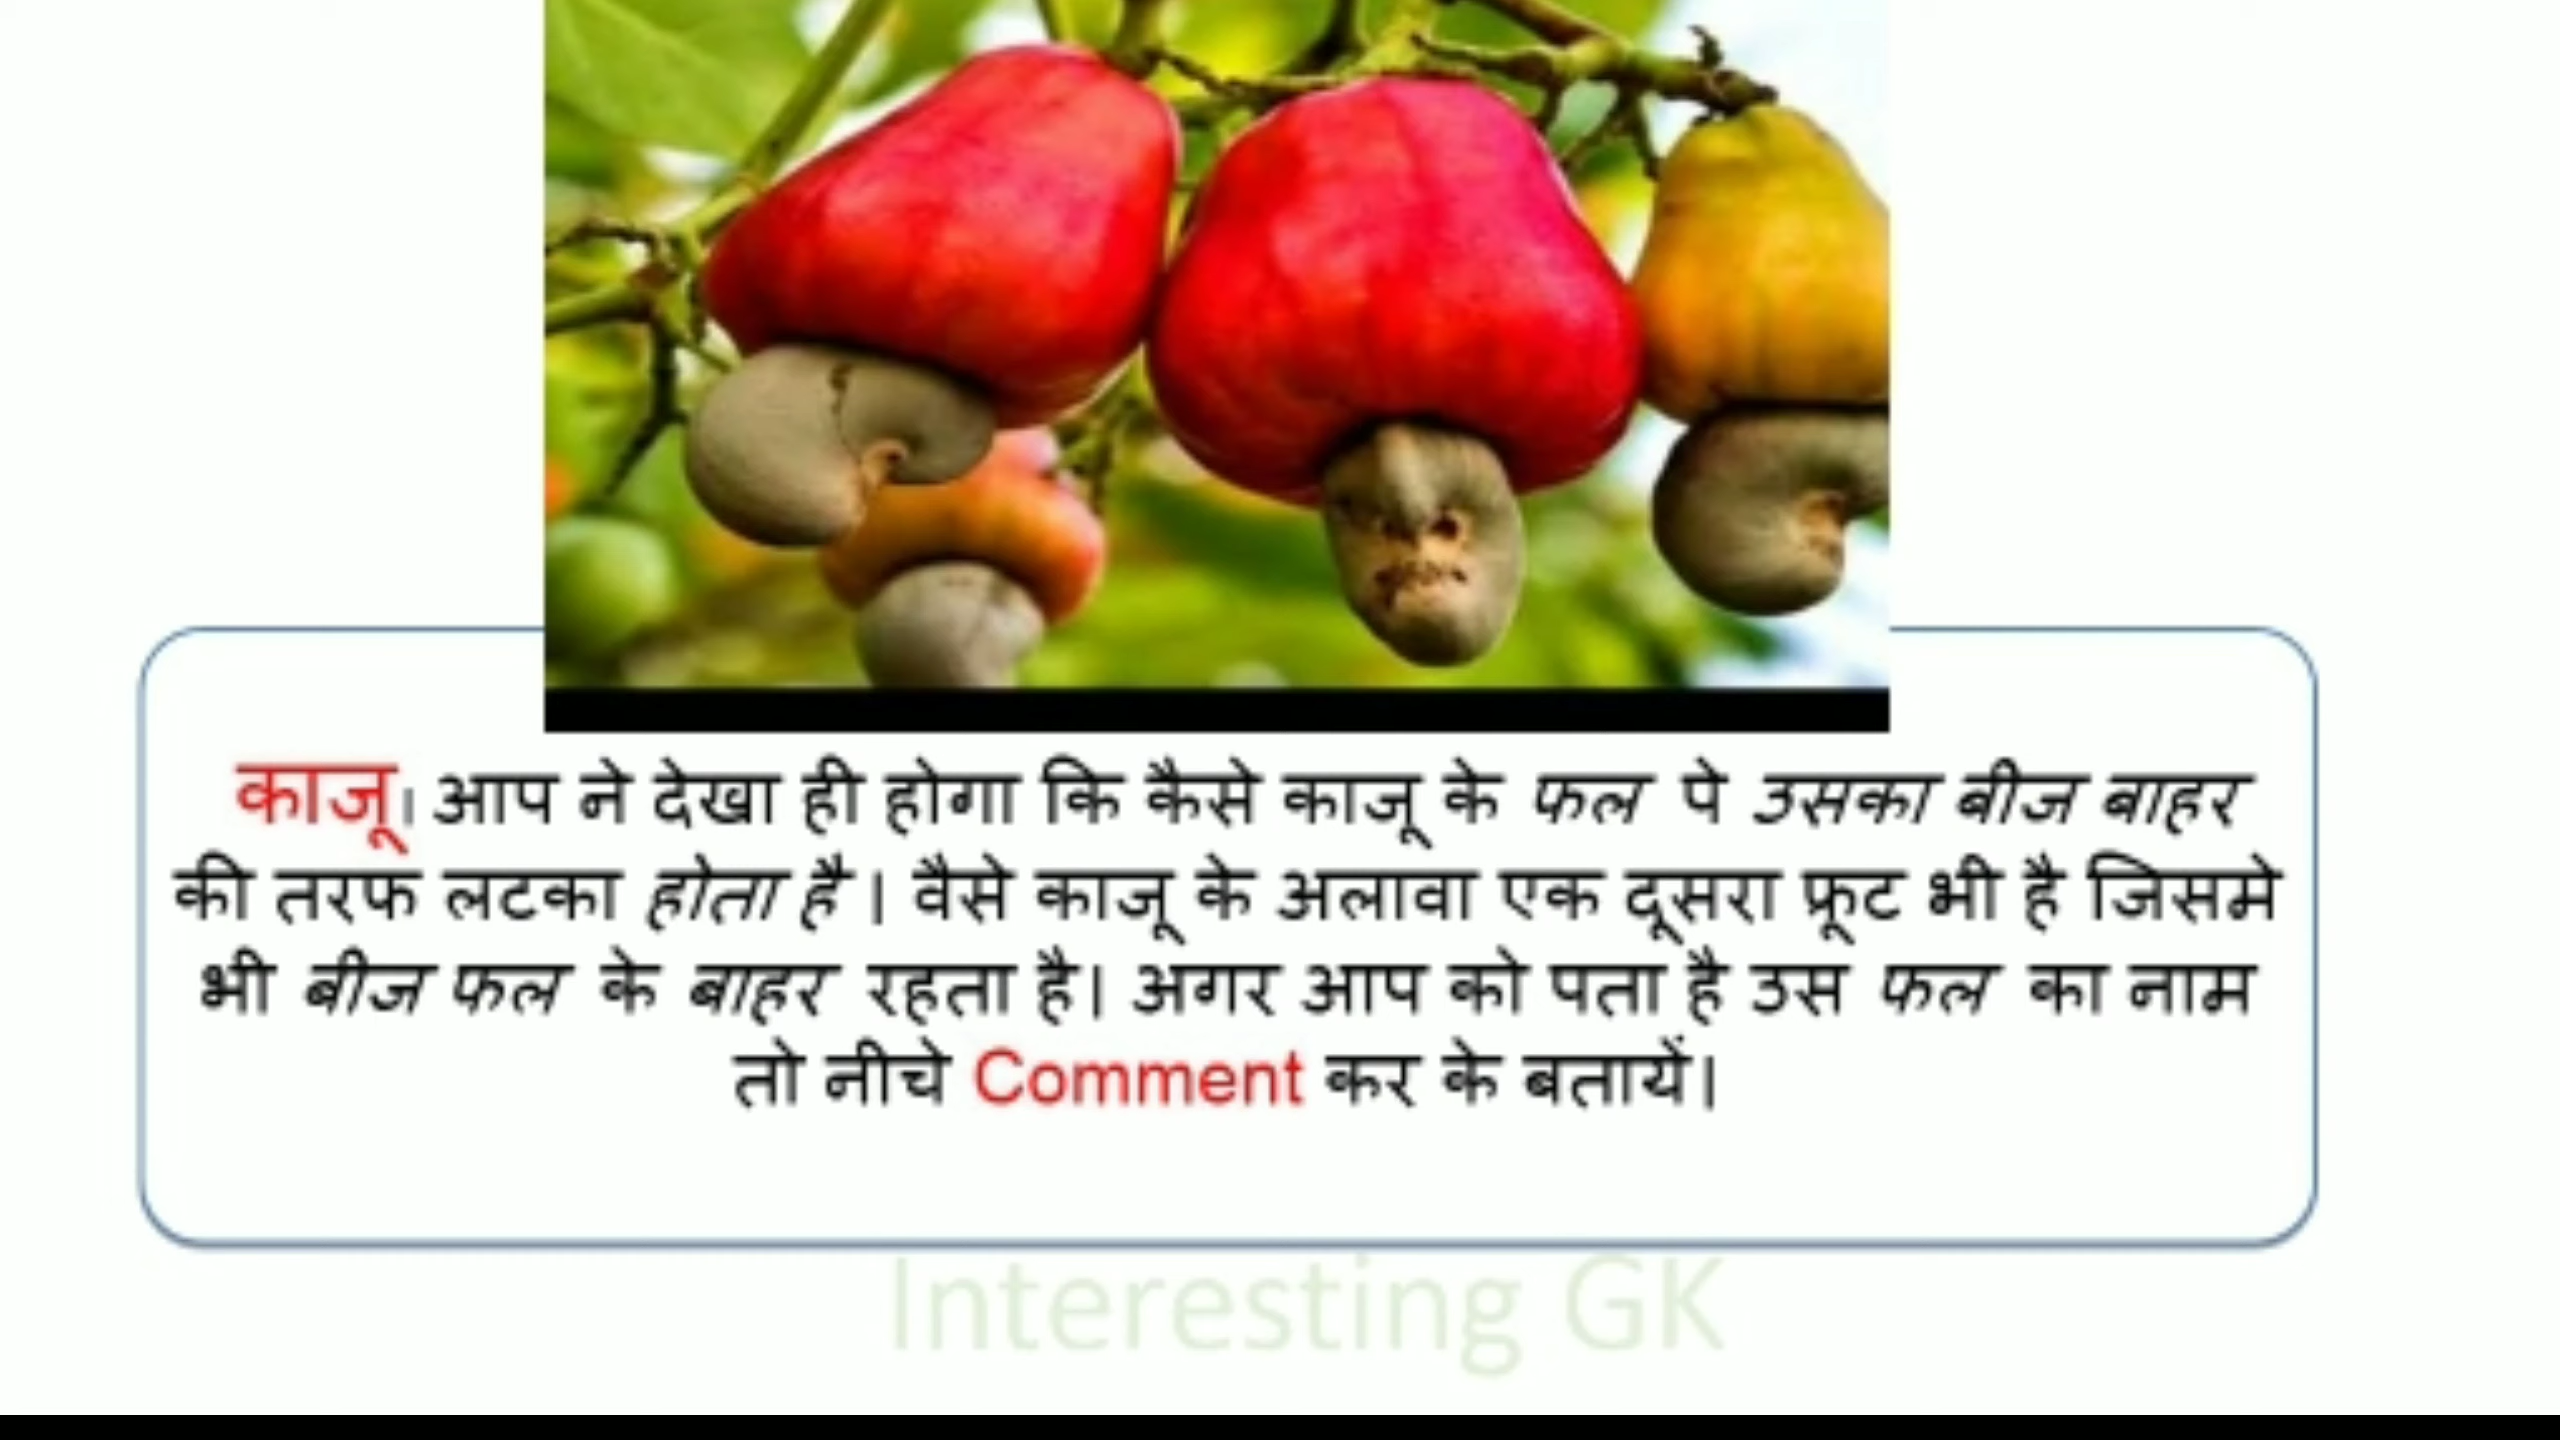 काजू। आप ने देखा ही होगा कि कैसे काजू के फल पे उसका बीज बाहर
की तरफ लटका होता है । वैसे काजू के अलावा एक दूसरा फ्रूट भी है जिसमे
भी बीज फल के बाहर रहता है। अगर आप को पता है उस फल का नाम
तो नीचे Comment कर के बतायें।
Interesting GK